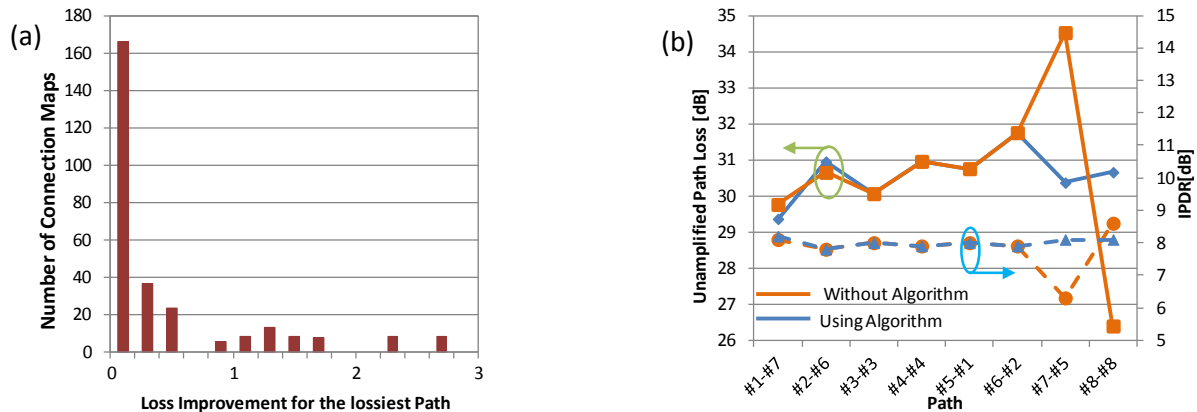 (a)
Number of Connection Maps
180
160
140
120
100
80
60
40
20
0
0 1 2 3
Loss Improvement for the lossiest Path
(b)
Unamplified Path Loss [dB]
35
34
33
32
31
30
29
28
27
26
15
14
13
12
11
10
9
8
7
6
5
IPDR[dB]
Without Algorithm
Using Algorithm
#1-#7 #2-#6 #3-#3 #4-#4 #5-#1 #6-#2 #7-#5 #8-#8
Path